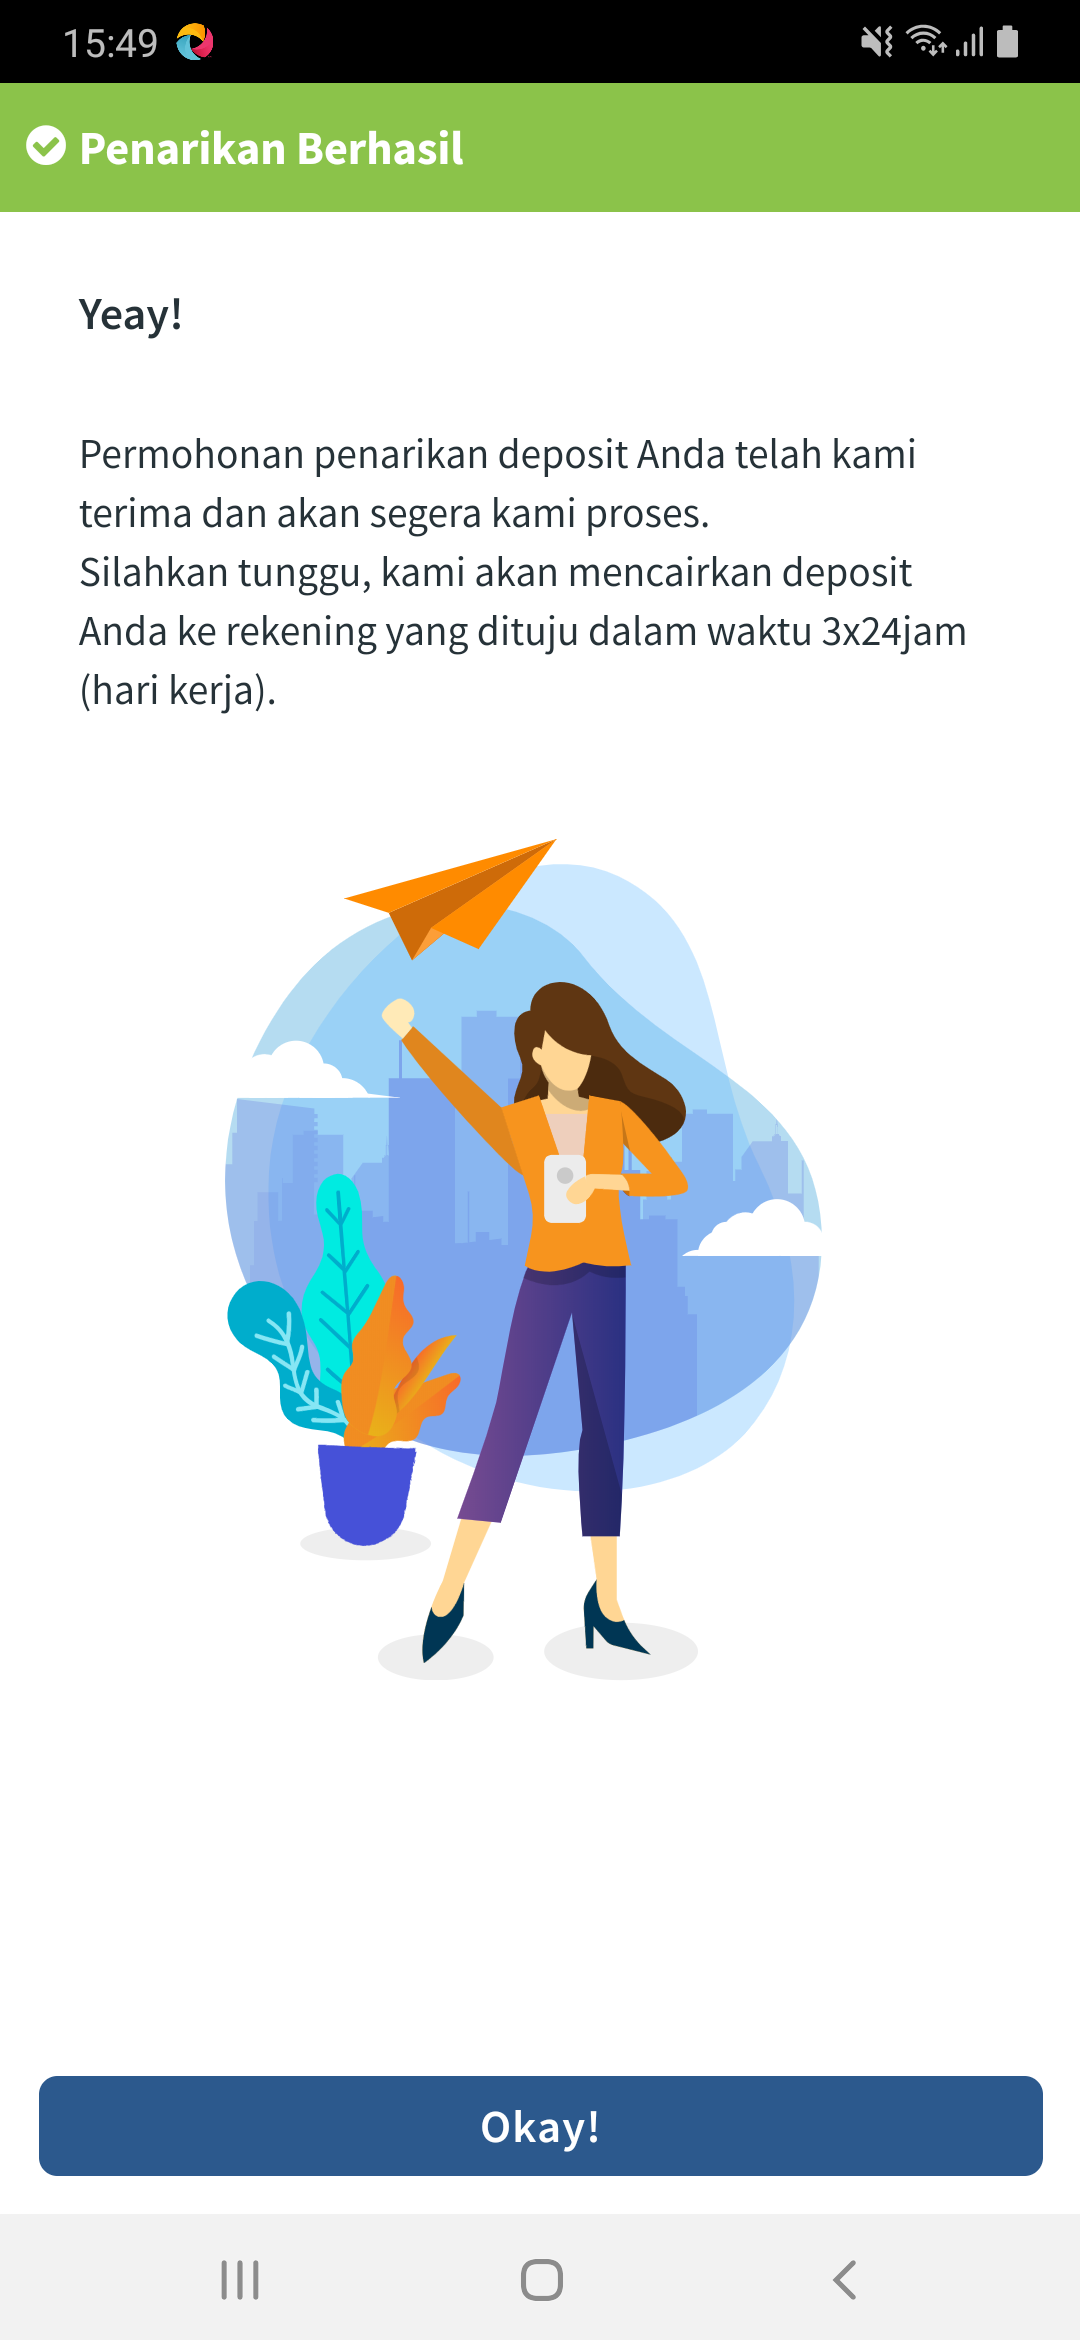 15:49
Penarikan Berhasil
Yeay!
Permohonan penarikan deposit Anda telah kami
terima dan akan segera kami proses.
Silahkan tunggu, kami akan mencairkan deposit
Anda ke rekening yang dituju dalam waktu 3x24jam
(hari kerja).
Okay!